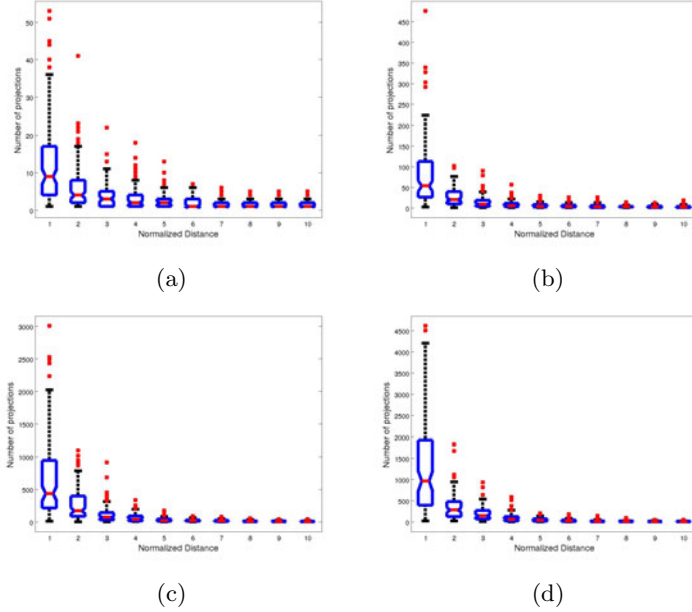 50
40
30
20
10
0
Number of projections
1 2 3 4 5 6 7 8 9 10
Normalized Distance
(a)
450
400
350
300
250
200
150
100
50
0
Number of projections
1 2 3 4 5 6 7 8 9 10
Normalized Distance
(b)
3000
2500
2000
1500
1000
500
0
Number of projections
1 2 3 4 5 6 7 8 9 10
Normalized Distance
(c)
4500
4000
3500
3000
2500
2000
1500
1000
500
0
Number of projections
1 2 3 4 5 6 7 8 9 10
Normalized Distance
(d)